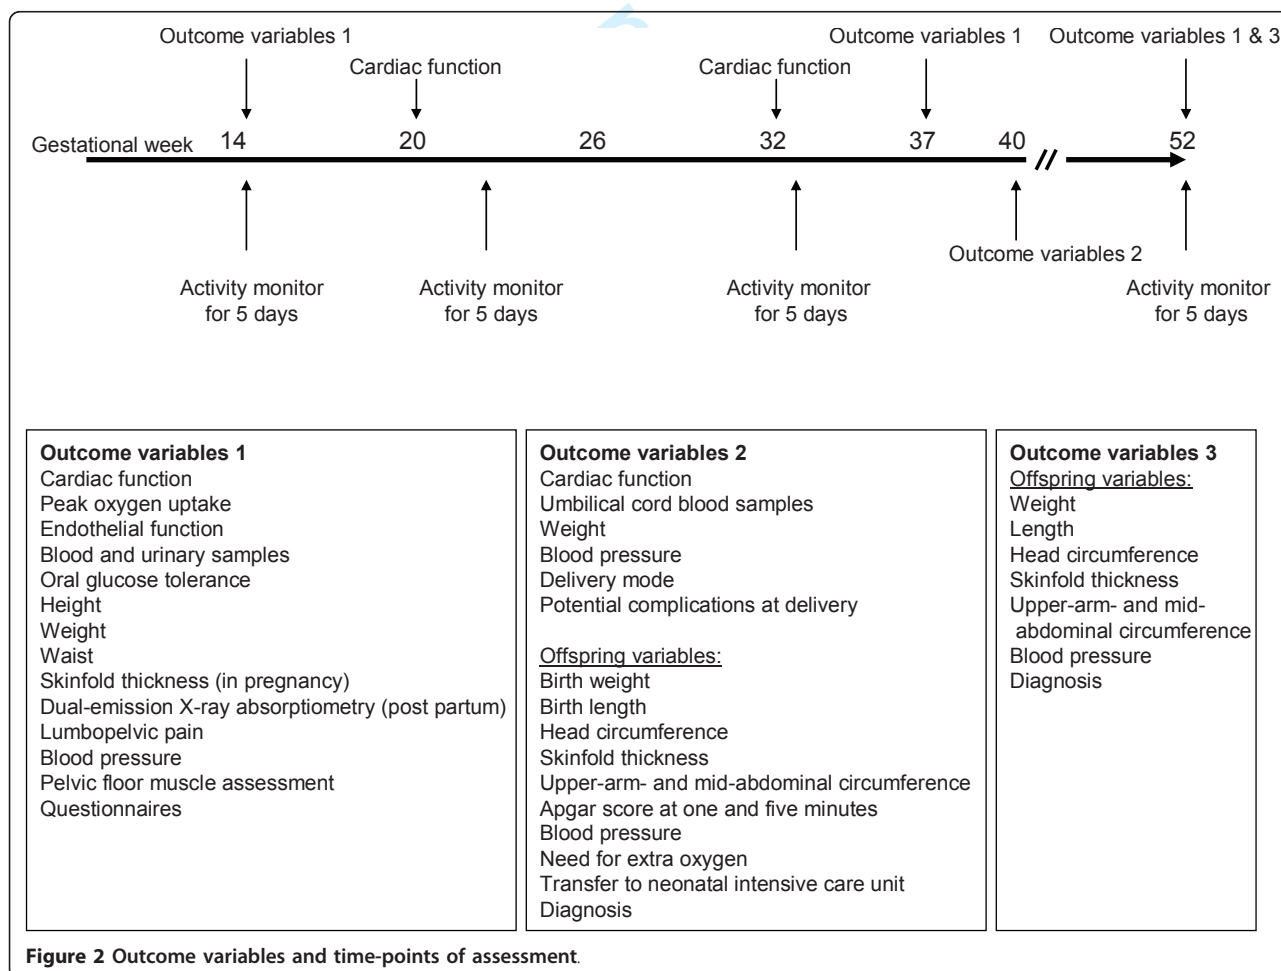 Outcome variables 1
Outcome variables 1
Outcome variables 1 & 3
Cardiac function
Cardiac function
Gestational week 14 20 26 32 37 40 // 52
Outcome variables 2
Activity monitor
for 5 days
Activity monitor
for 5 days
Activity monitor
for 5 days
Activity monitor
for 5 days
Outcome variables 1
Cardiac function
Peak oxygen uptake
Endothelial function
Blood and urinary samples
Oral glucose tolerance
Height
Weight
Waist
Skinfold thickness (in pregnancy)
Dual-emission X-ray absorptiometry (post partum)
Lumbopelvic pain
Blood pressure
Pelvic floor muscle assessment
Questionnaires
Outcome variables 2
Cardiac function
Umbilical cord blood samples
Weight
Blood pressure
Delivery mode
Potential complications at delivery
Offspring variables:
Birth weight
Birth length
Head circumference
Skinfold thickness
Upper-arm- and mid-abdominal circumference
Apgar score at one and five minutes
Blood pressure
Need for extra oxygen
Transfer to neonatal intensive care unit
Diagnosis
Outcome variables 3
Offspring variables:
Weight
Length
Head circumference
Skinfold thickness
Upper-arm- and mid-
abdominal circumference
Blood pressure
Diagnosis
Figure 2 Outcome variables and time-points of assessment.